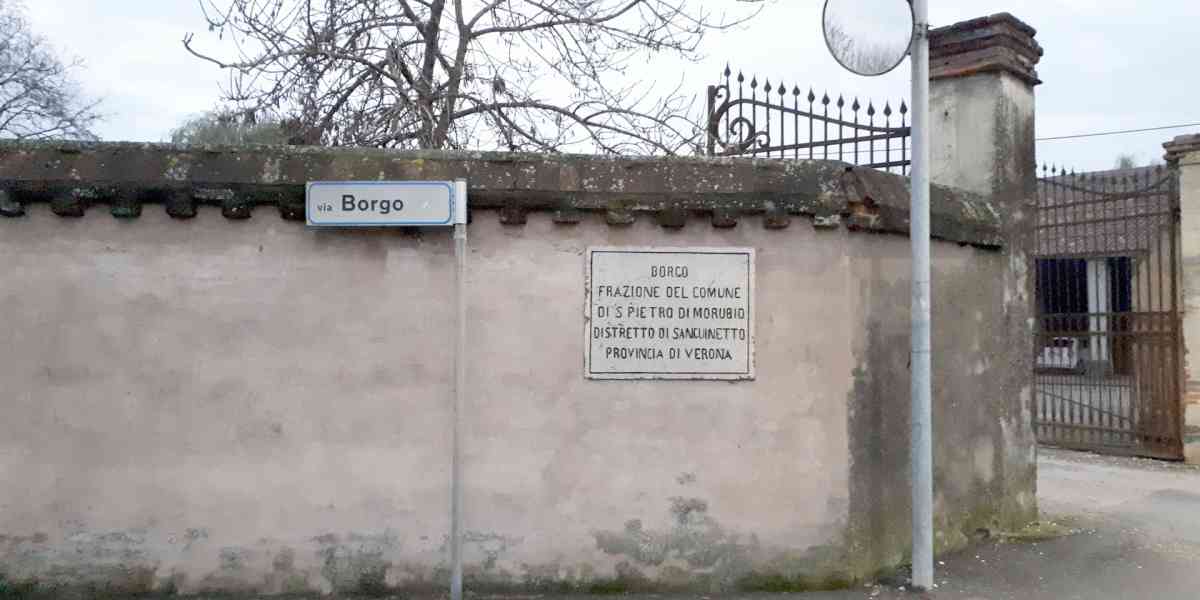 via Borgo
BORGO
FRAZIONE DEL COMUNE
DI S PIETRO DI MORUBIO
DISTRETTO DI SANGUINETTO
PROVINCIA DI VERONA